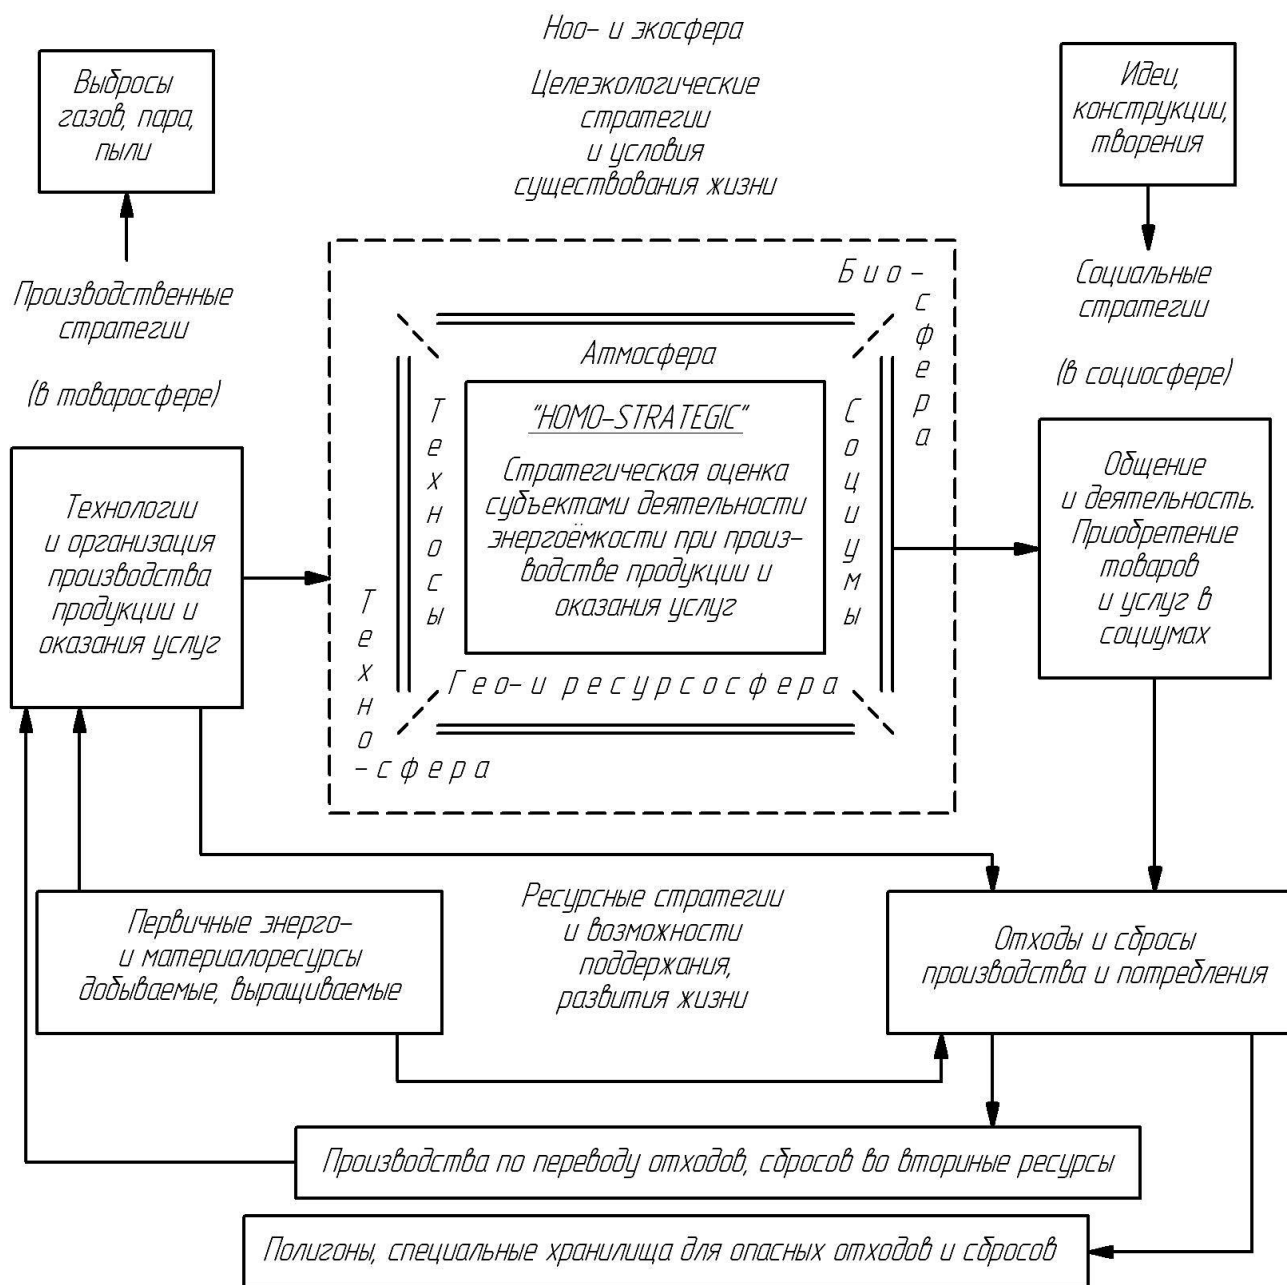 Ноо- и экосфера
Целеэкологические
стратегии
и условия
существования жизни
Выбросы
газов, пара,
пыли
Идеи,
конструкции,
творения
Производственные
стратегии
(в товаросфере)
Социальные
стратегии
(в социосфере)
Био-
сфера
Атмосфера
Техносы
Социумы
"HOMO-STRATEGIC"
Стратегическая оценка
субъектами деятельности
энергоёмкости при произ-
водстве продукции и
оказания услуг
Гео- и ресурсосфера
Техно-
-сфера
Технологии
и организация
производства
продукции и
оказания услуг
Общение
и деятельность.
Приобретение
товаров
и услуг в
социумах
Первичные энерго-
и материалоресурсы
добываемые, выращиваемые
Ресурсные стратегии
и возможности
поддержания,
развития жизни
Отходы и сбросы
производства и потребления
Производства по переводу отходов, сбросов во вториные ресурсы
Полигоны, специальные хранилища для опасных отходов и сбросов